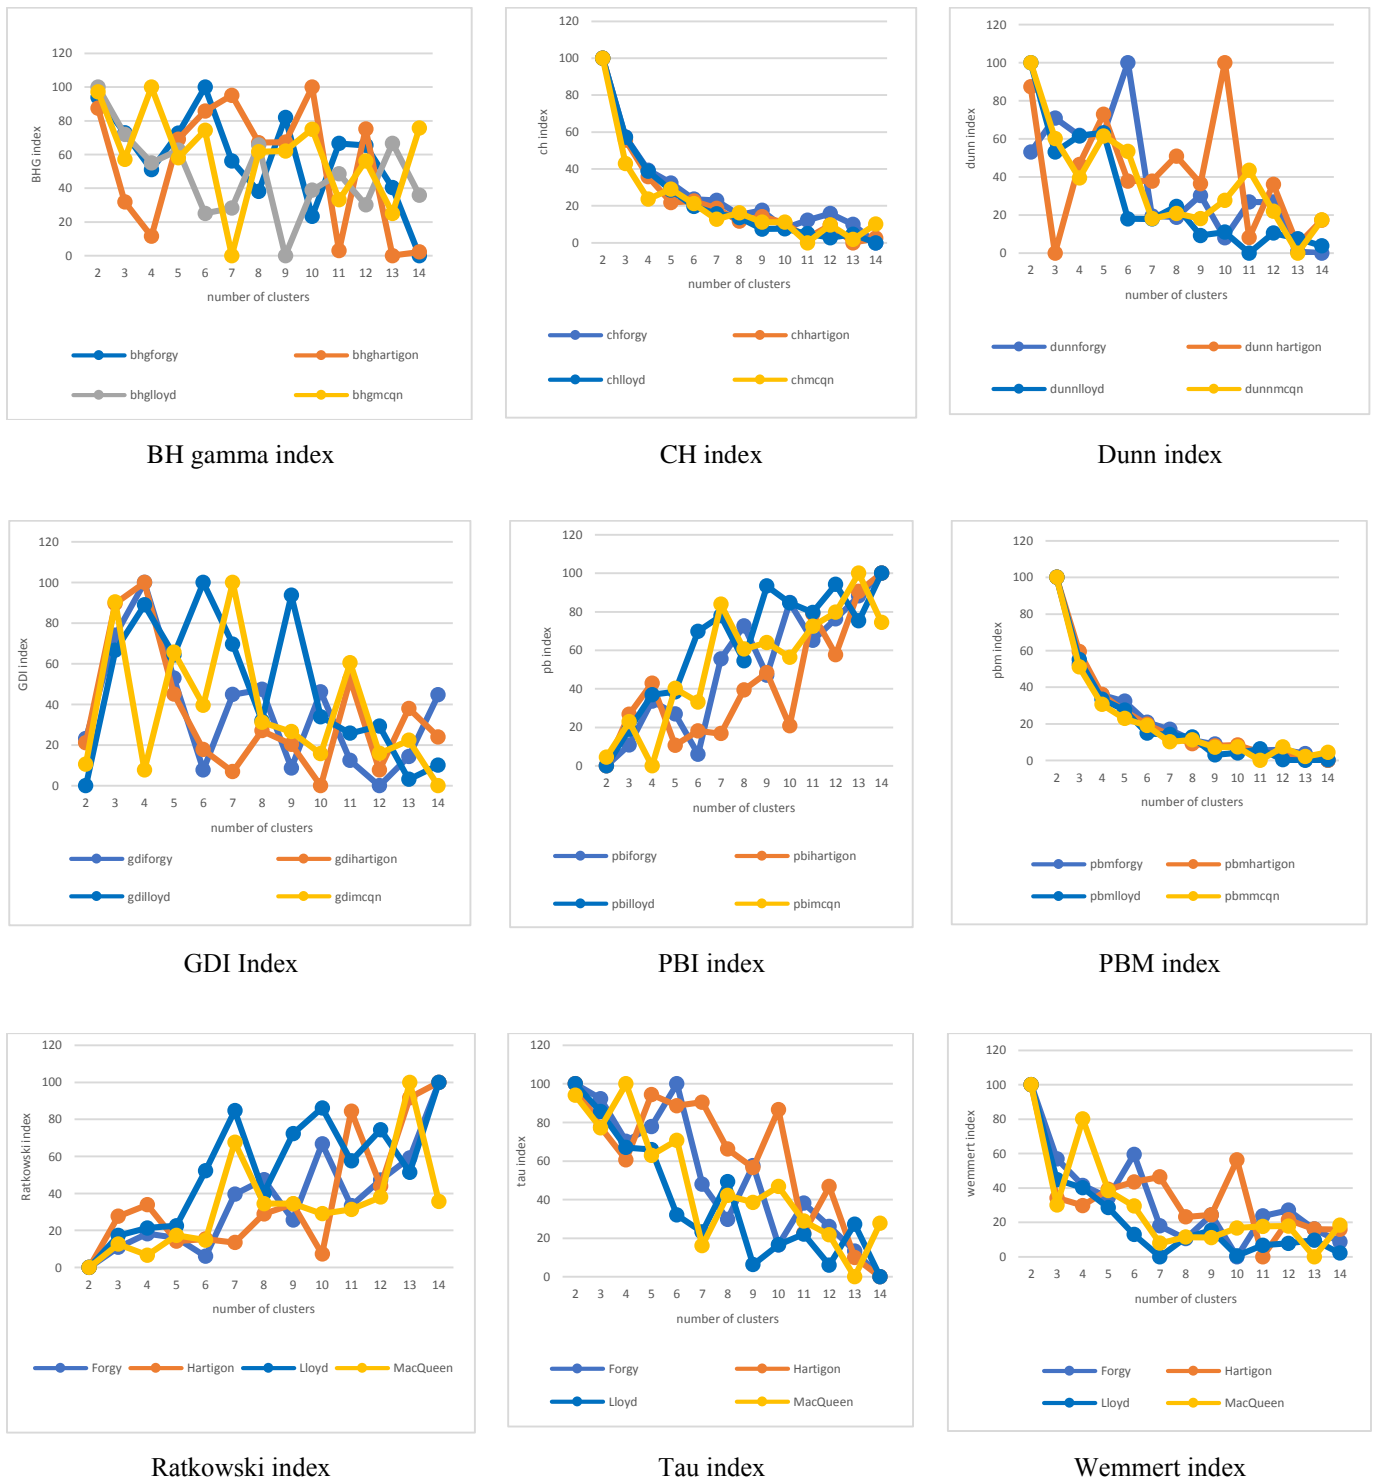 120
100
80
60
40
20
0
BHG index
2 3 4 5 6 7 8 9 10 11 12 13 14
number of clusters
bhgforgy bhghartigon
bhglloyd bhgmcqn
BH gamma index
120
100
80
60
40
20
0
ch index
2 3 4 5 6 7 8 9 10 11 12 13 14
number of clusters
chforgy chhartigon
chlloyd chmcqn
CH index
120
100
80
60
40
20
0
dunn index
2 3 4 5 6 7 8 9 10 11 12 13 14
number of clusters
dunnforgy dunn hartigon
dunnlloyd dunnmcqn
Dunn index
120
100
80
60
40
20
0
GDI index
2 3 4 5 6 7 8 9 10 11 12 13 14
number of clusters
gdiforgy gdihartigon
gdilloyd gdimcqn
GDI Index
120
100
80
60
40
20
0
pb index
2 3 4 5 6 7 8 9 10 11 12 13 14
number of clusters
pbiforgy pbihartigon
pbilloyd pbimcqn
PBI index
120
100
80
60
40
20
0
pbm index
2 3 4 5 6 7 8 9 10 11 12 13 14
number of clusters
pbmforgy pbmhartigon
pbmlloyd pbmmcqn
PBM index
120
100
80
60
40
20
0
Ratkowski index
2 3 4 5 6 7 8 9 10 11 12 13 14
number of clusters
Forgy Hartigon Lloyd MacQueen
Ratkowski index
120
100
80
60
40
20
0
tau index
2 3 4 5 6 7 8 9 10 11 12 13 14
number of clusters
Forgy Hartigon
Lloyd MacQueen
Tau index
120
100
80
60
40
20
0
wemmert index
2 3 4 5 6 7 8 9 10 11 12 13 14
number of clusters
Forgy Hartigon
Lloyd MacQueen
Wemmert index